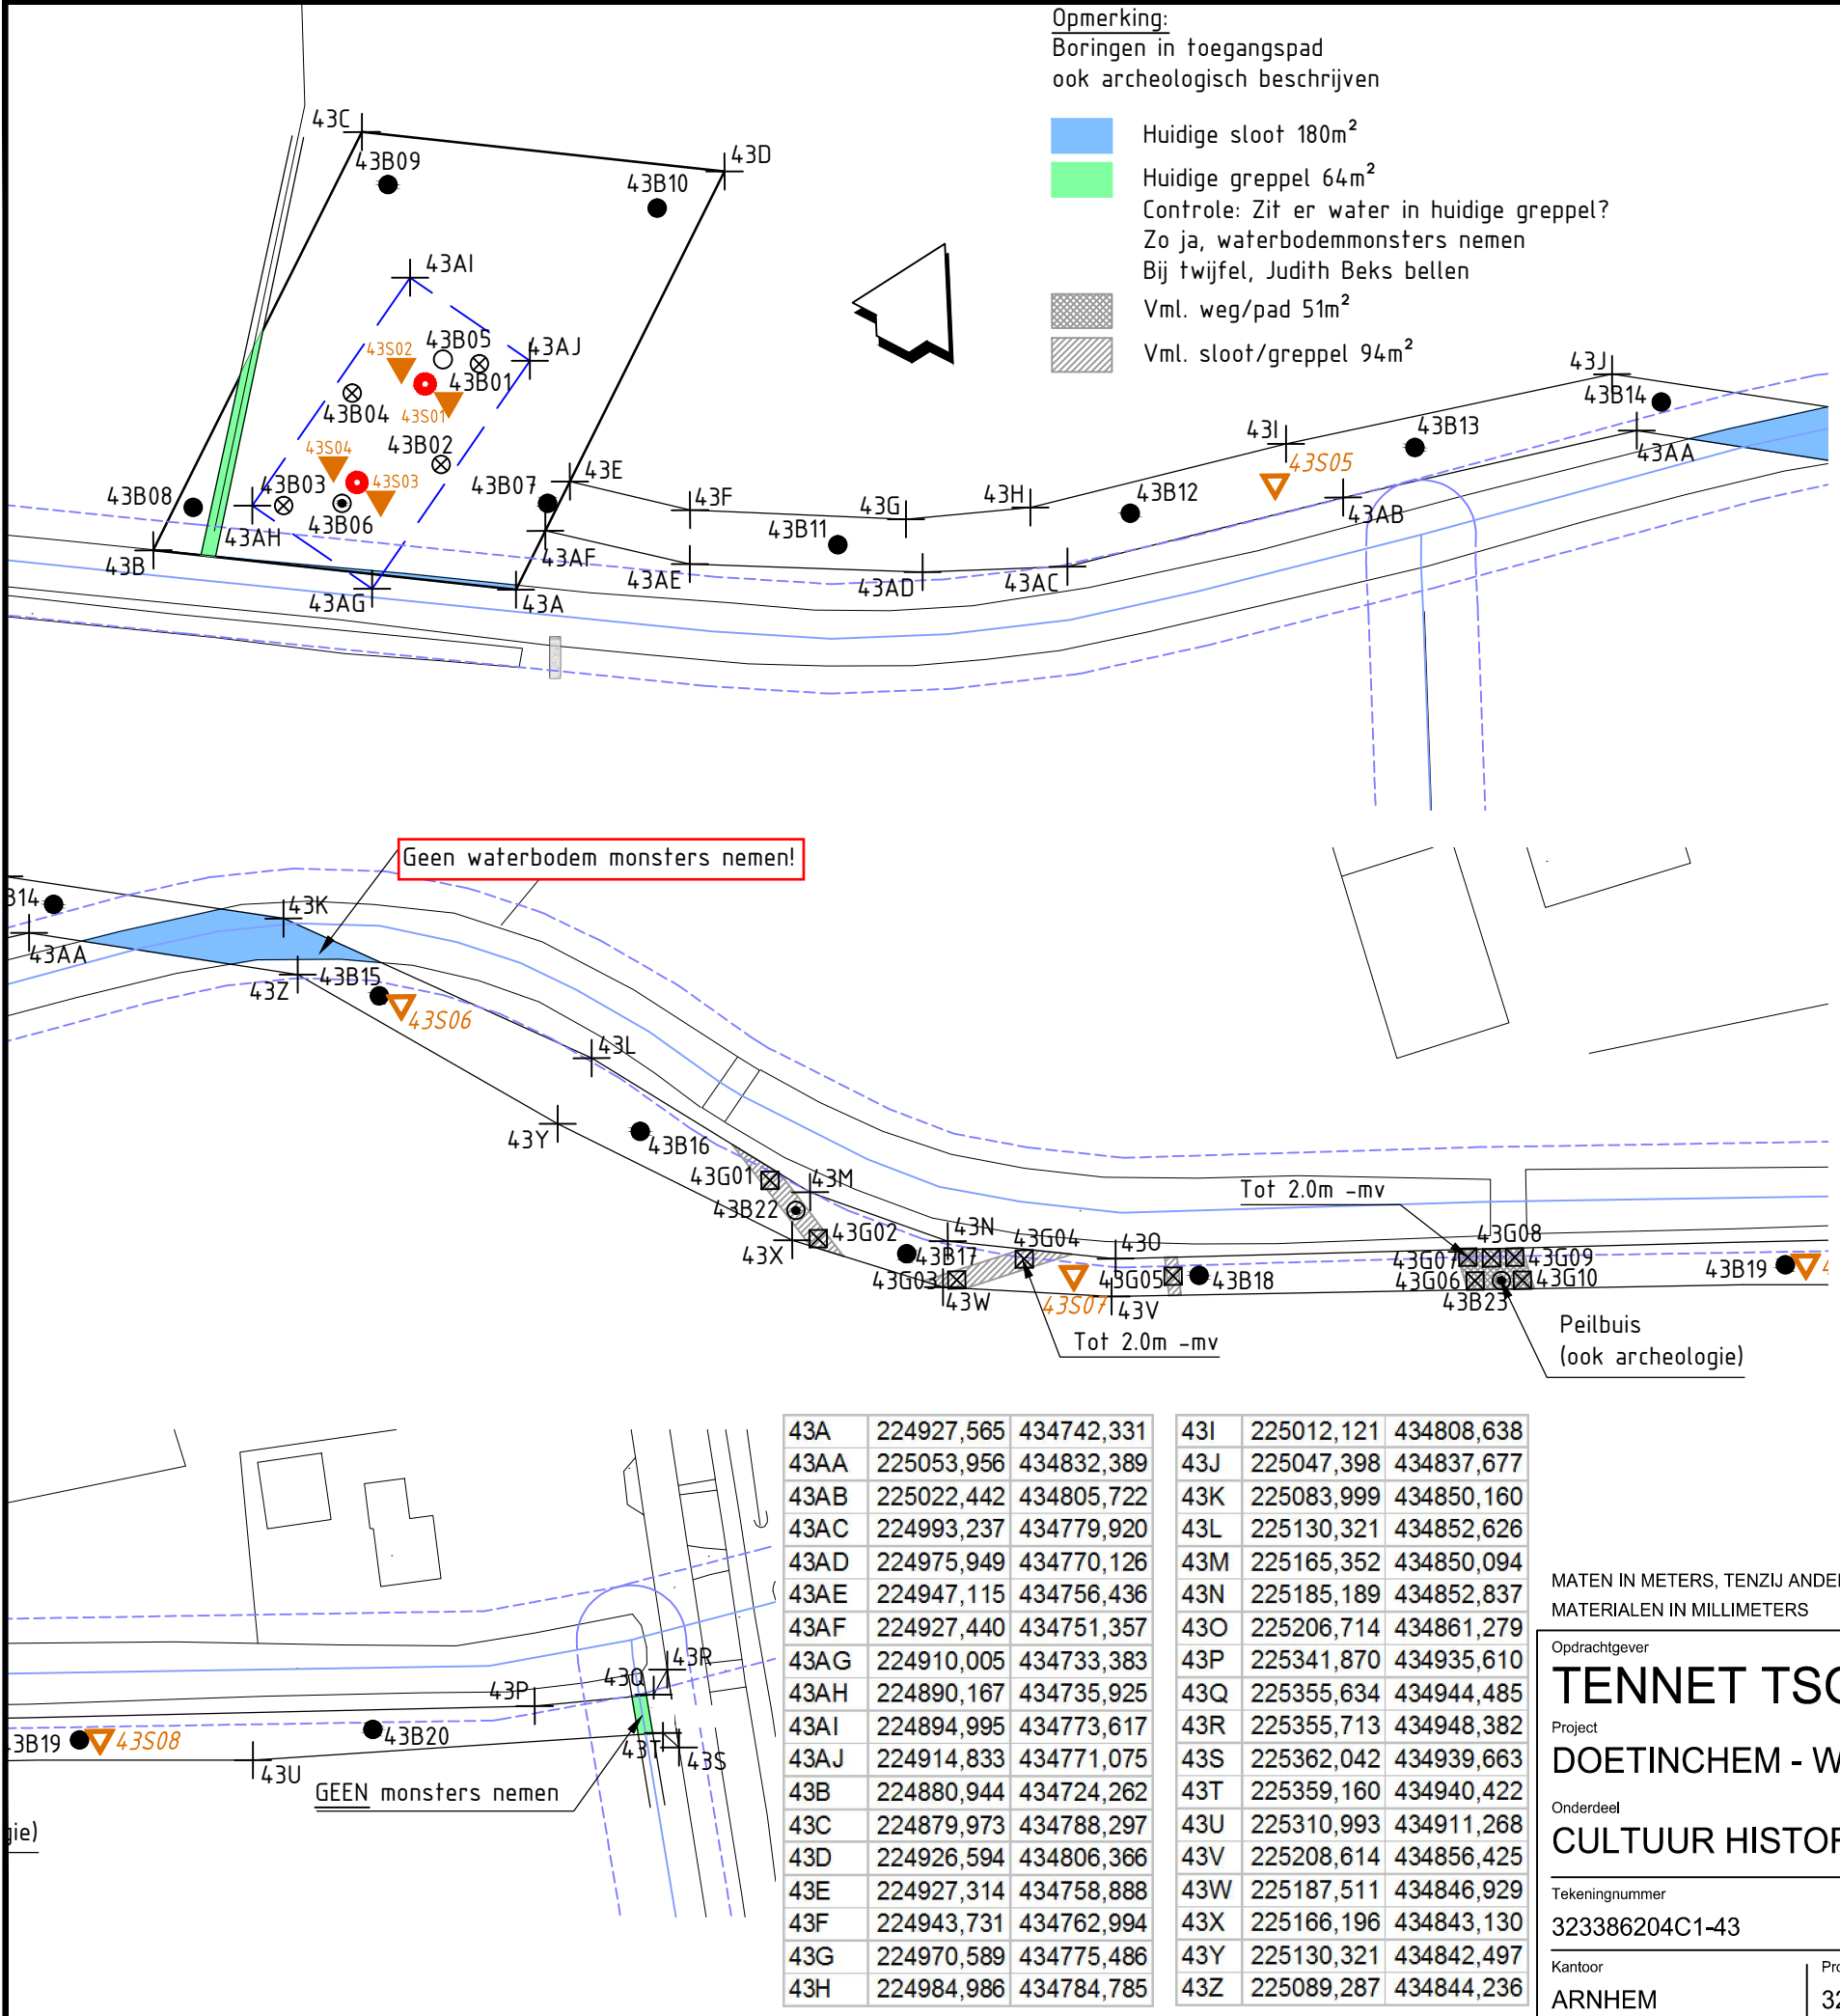 Opmerking:
Boringen in toegangspad
ook archeologisch beschrijven
Huidige sloot 180m²
Huidige greppel 64m²
Controle: Zit er water in huidige greppel?
Zo ja, waterbodemmonsters nemen
Bij twijfel, Judith Beks bellen
Vml. weg/pad 51m²
Vml. sloot/greppel 94m²
43C
43B09
43D
43B10
43AI
43S02
43B05
43AJ
43B01
43B04
43S01
43B02
43S04
43B03
43S03
43B08
43B06
43AH
43B
43AG
43A
43B07
43E
43AF
43F
43AE
43B11
43G
43AD
43H
43AC
43B12
43I
43S05
43AB
43B13
43J
43B14
43AA
Geen waterbodem monsters nemen!
B14
43AA
43K
43Z
43B15
43S06
43L
43Y
43B16
43G01
43M
43B22
43G02
43X
43B17
43N
43G03
43W
43G04
43S07
43O
43G05
43V
43B18
Tot 2.0m -mv
Tot 2.0m -mv
43G08
43G07
43G09
43G06
43G10
43B23
43B19
Peilbuis
(ook archeologie)
43B19
43S08
43B20
43U
43P
43Q
43R
43T
43S
GEEN monsters nemen
gie)
43A 224927,565 434742,331
43AA 225053,956 434832,389
43AB 225022,442 434805,722
43AC 224993,237 434779,920
43AD 224975,949 434770,126
43AE 224947,115 434756,436
43AF 224927,440 434751,357
43AG 224910,005 434733,383
43AH 224890,167 434735,925
43AI 224894,995 434773,617
43AJ 224914,833 434771,075
43B 224880,944 434724,262
43C 224879,973 434788,297
43D 224926,594 434806,366
43E 224927,314 434758,888
43F 224943,731 434762,994
43G 224970,589 434775,486
43H 224984,986 434784,785
43I 225012,121 434808,638
43J 225047,398 434837,677
43K 225083,999 434850,160
43L 225130,321 434852,626
43M 225165,352 434850,094
43N 225185,189 434852,837
43O 225206,714 434861,279
43P 225341,870 434935,610
43Q 225355,634 434944,485
43R 225355,713 434948,382
43S 225362,042 434939,663
43T 225359,160 434940,422
43U 225310,993 434911,268
43V 225208,614 434856,425
43W 225187,511 434846,929
43X 225166,196 434843,130
43Y 225130,321 434842,497
43Z 225089,287 434844,236
MATEN IN METERS, TENZIJ ANDE
MATERIALEN IN MILLIMETERS
Opdrachtgever
TENNET TSO
Project
DOETINCHEM - W
Onderdeel
CULTUUR HISTO
Tekeningnummer
323386204C1-43
Kantoor
ARNHEM
Pro
32